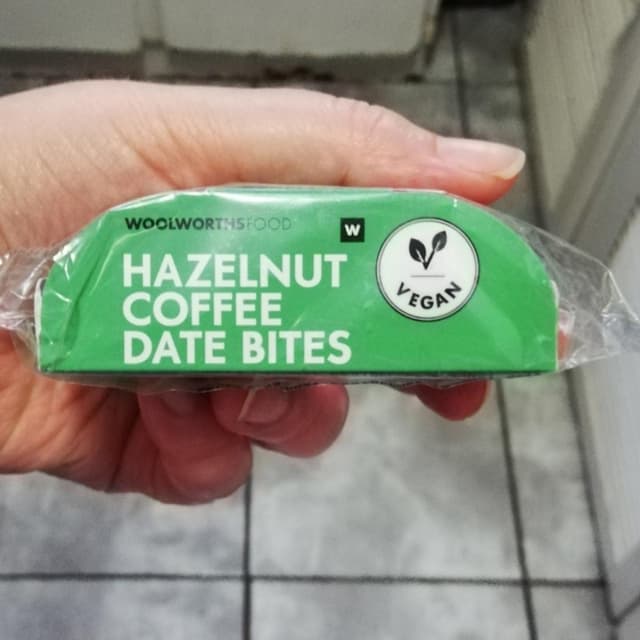 WOOLWORTHSFOOD W
HAZELNUT
COFFEE
DATE BITES
VEGAN